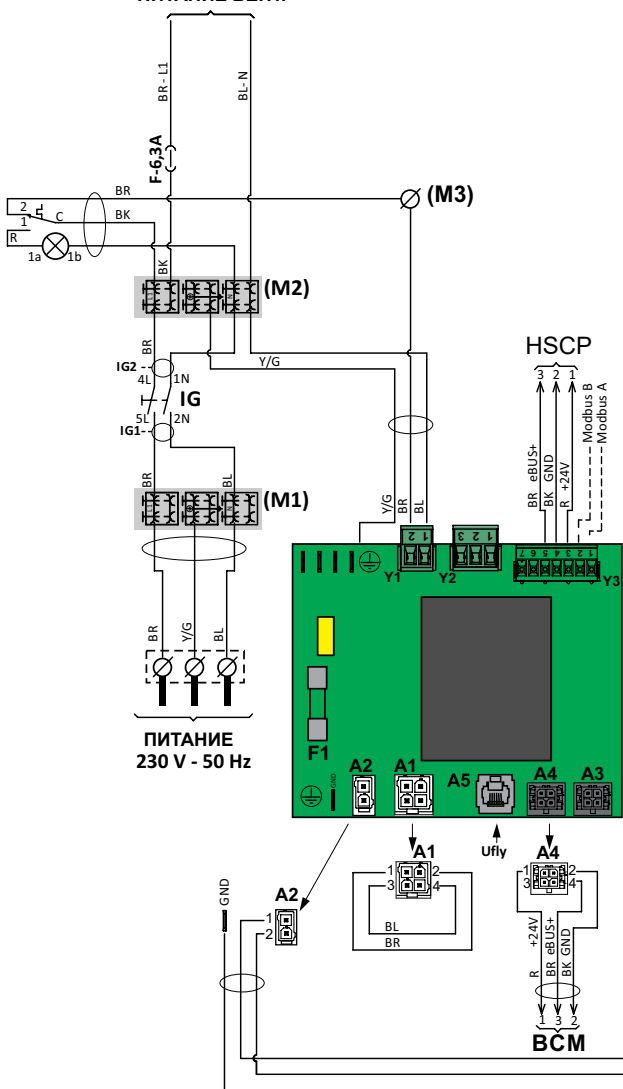 BR - L1
BL- N
F-6,3A
BR
(M3)
2
1
C
BK
R
1a
1b
BK
L1
N
(M2)
HSCP
3 2 1
BR
IG2
4L
1N
Y/G
IG
5L
2N
IG1
BR eBUS+
BK GND
R +24V
Modbus B
Modbus A
BR
BL
L1
N
(M1)
Y/G
BR
BL
2 1
3 2 1
7 6 5 4 3 2 1
Y1
Y2
Y3
BR
Y/G
BL
ПИТАНИЕ
230 V - 50 Hz
F1
GND
A2
A1
A5
A4
A3
Ufly
A1
1 2
3 4
BL
BR
A4
1 2
3 4
GND
A2
1
2
R +24V
BR eBUS+
BK GND
1 3 2
BCM